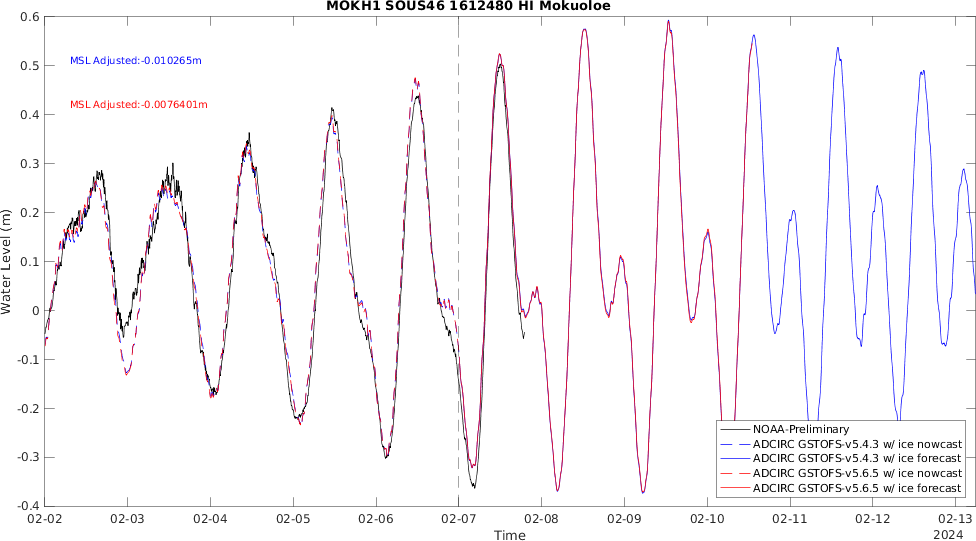 MOKH1 SOUS46 1612480 HI Mokuoloe
MSL Adjusted:-0.010265m
MSL Adjusted:-0.0076401m
Water Level (m)
0.6
0.5
0.4
0.3
0.2
0.1
0
-0.1
-0.2
-0.3
-0.4
NOAA-Preliminary
ADCIRC GSTOFS-v5.4.3 w/ ice nowcast
ADCIRC GSTOFS-v5.4.3 w/ ice forecast
ADCIRC GSTOFS-v5.6.5 w/ ice nowcast
ADCIRC GSTOFS-v5.6.5 w/ ice forecast
02-02 02-03 02-04 02-05 02-06 02-07 02-08 02-09 02-10 02-11 02-12 02-13
Time
2024